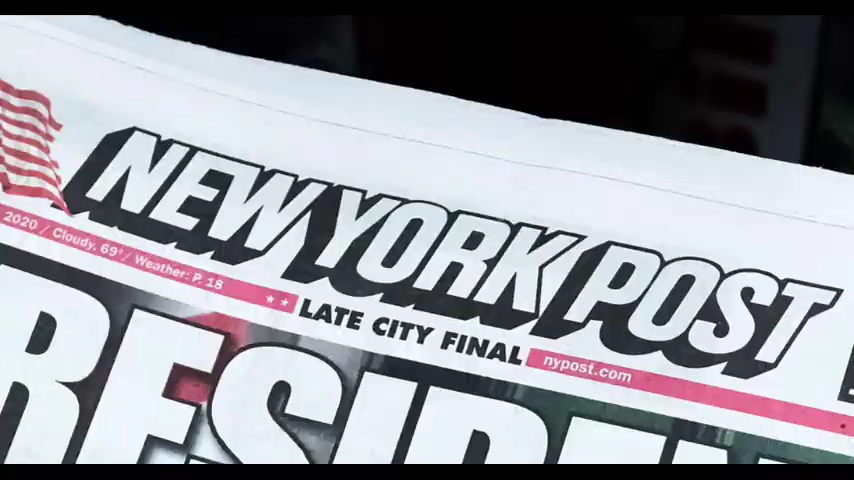 NEW YORK POST
2020 / Cloudy, 69° / Weather: P. 18 ★★ LATE CITY FINAL nypost.com